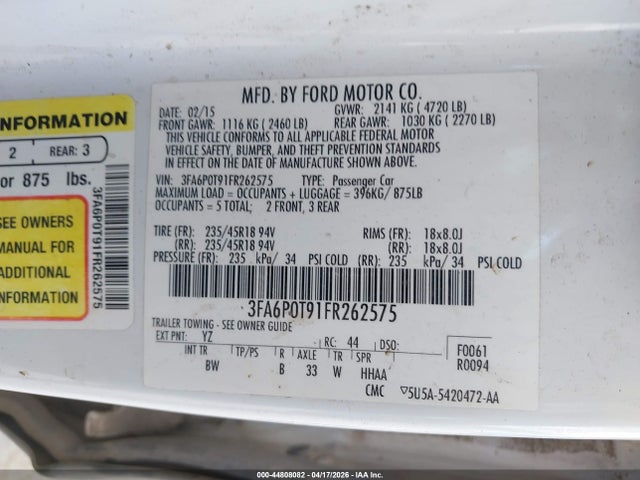 NFORMATION
2 REAR: 3
or 875 lbs.
SEE OWNERS
MANUAL FOR
ADDITIONAL
INFORMATION
3FA6P0T91FR262575
MFD. BY FORD MOTOR CO.
DATE: 02/15 GVWR: 2141 KG ( 4720 LB)
FRONT GAWR: 1116 KG ( 2460 LB) REAR GAWR: 1030 KG ( 2270 LB)
THIS VEHICLE CONFORMS TO ALL APPLICABLE FEDERAL MOTOR
VEHICLE SAFETY, BUMPER, AND THEFT PREVENTION STANDARDS
IN EFFECT ON THE DATE OF MANUFACTURE SHOWN ABOVE.
VIN: 3FA6P0T91FR262575 TYPE: Passenger Car
MAXIMUM LOAD = OCCUPANTS + LUGGAGE = 396KG/ 875LB
OCCUPANTS = 5 TOTAL; 2 FRONT, 3 REAR
TIRE (FR): 235/45R18 94V RIMS (FR): 18x8.0J
(RR): 235/45R18 94V (RR): 18x8.0J
PRESSURE (FR): 235 kPa/ 34 PSI COLD (RR): 235 kPa/ 34 PSI COLD
3FA6P0T91FR262575
TRAILER TOWING - SEE OWNER GUIDE
EXT PNT: YZ RC: 44 DSO: F0061
R0094
INT TR TP/PS R AXLE TR SPR
BW B 33 W HHAA
CMC ▽5U5A-5420472-AA
000-44808082 - 04/17/2026 - IAA Inc.